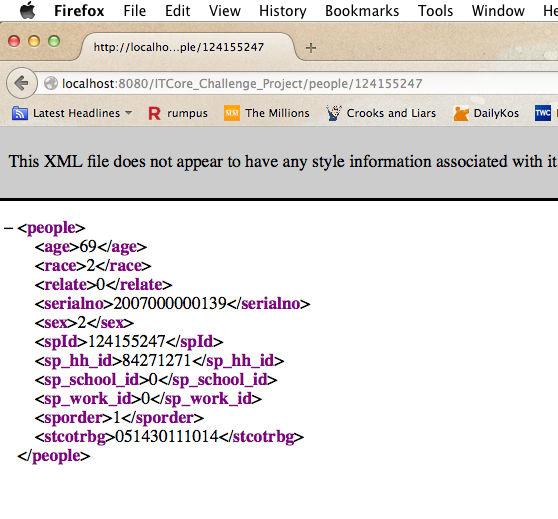 Firefox File Edit View History Bookmarks Tools Window
http://localho...ple/124155247
localhost:8080/ITCore_Challenge_Project/people/124155247
Latest Headlines R rumpus MM The Millions Crooks and Liars DailyKos TWC
This XML file does not appear to have any style information associated with it
– <people>
<age>69</age>
<race>2</race>
<relate>0</relate>
<serialno>2007000000139</serialno>
<sex>2</sex>
<spId>124155247</spId>
<sp_hh_id>84271271</sp_hh_id>
<sp_school_id>0</sp_school_id>
<sp_work_id>0</sp_work_id>
<sporder>1</sporder>
<stcotrbg>051430111014</stcotrbg>
</people>